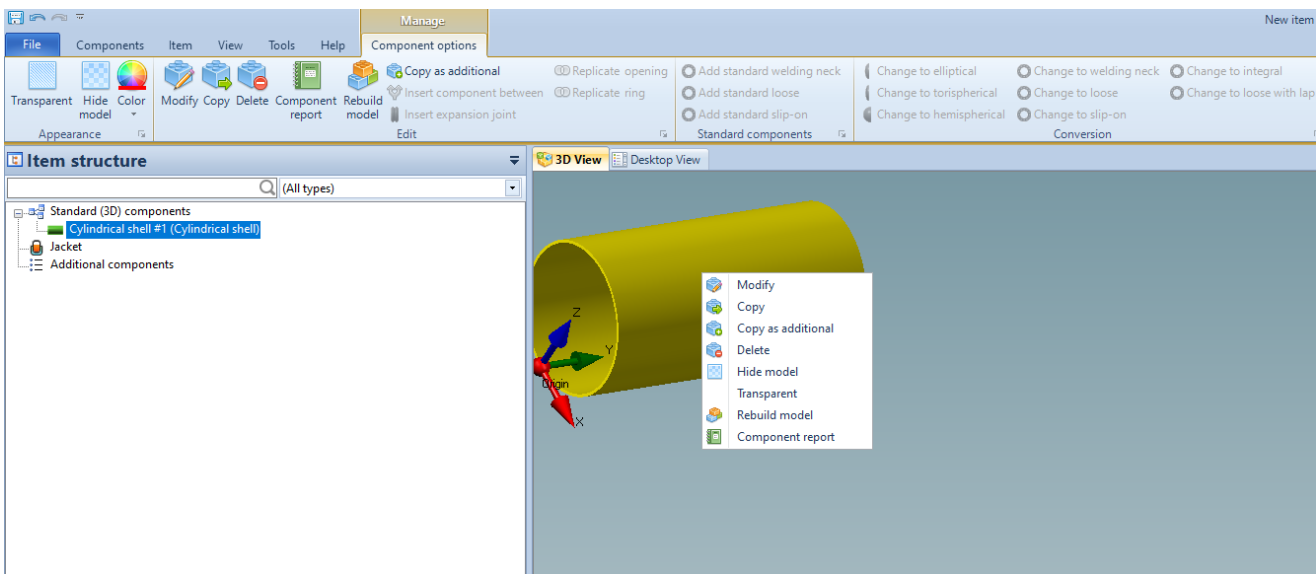 Manage
New item
File Components Item View Tools Help Component options
Transparent
Hide model
Color
Appearance
Modify
Copy
Delete
Component report
Rebuild model
Copy as additional
Insert component between
Insert expansion joint
Replicate opening
Replicate ring
Edit
Add standard welding neck
Add standard loose
Add standard slip-on
Standard components
Change to elliptical
Change to torispherical
Change to hemispherical
Change to welding neck
Change to loose
Change to slip-on
Change to integral
Change to loose with lap
Conversion
Item structure
(All types)
Standard (3D) components
Cylindrical shell #1 (Cylindrical shell)
Jacket
Additional components
3D View
Desktop View
Z
Y
Origin
X
Modify
Copy
Copy as additional
Delete
Hide model
Transparent
Rebuild model
Component report